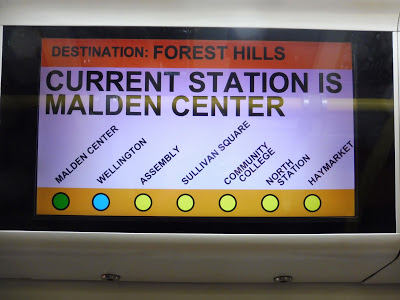 DESTINATION: FOREST HILLS
CURRENT STATION IS
MALDEN CENTER
MALDEN CENTER
WELLINGTON
ASSEMBLY
SULLIVAN SQUARE
COMMUNITY
COLLEGE
NORTH
STATION
HAYMARKET